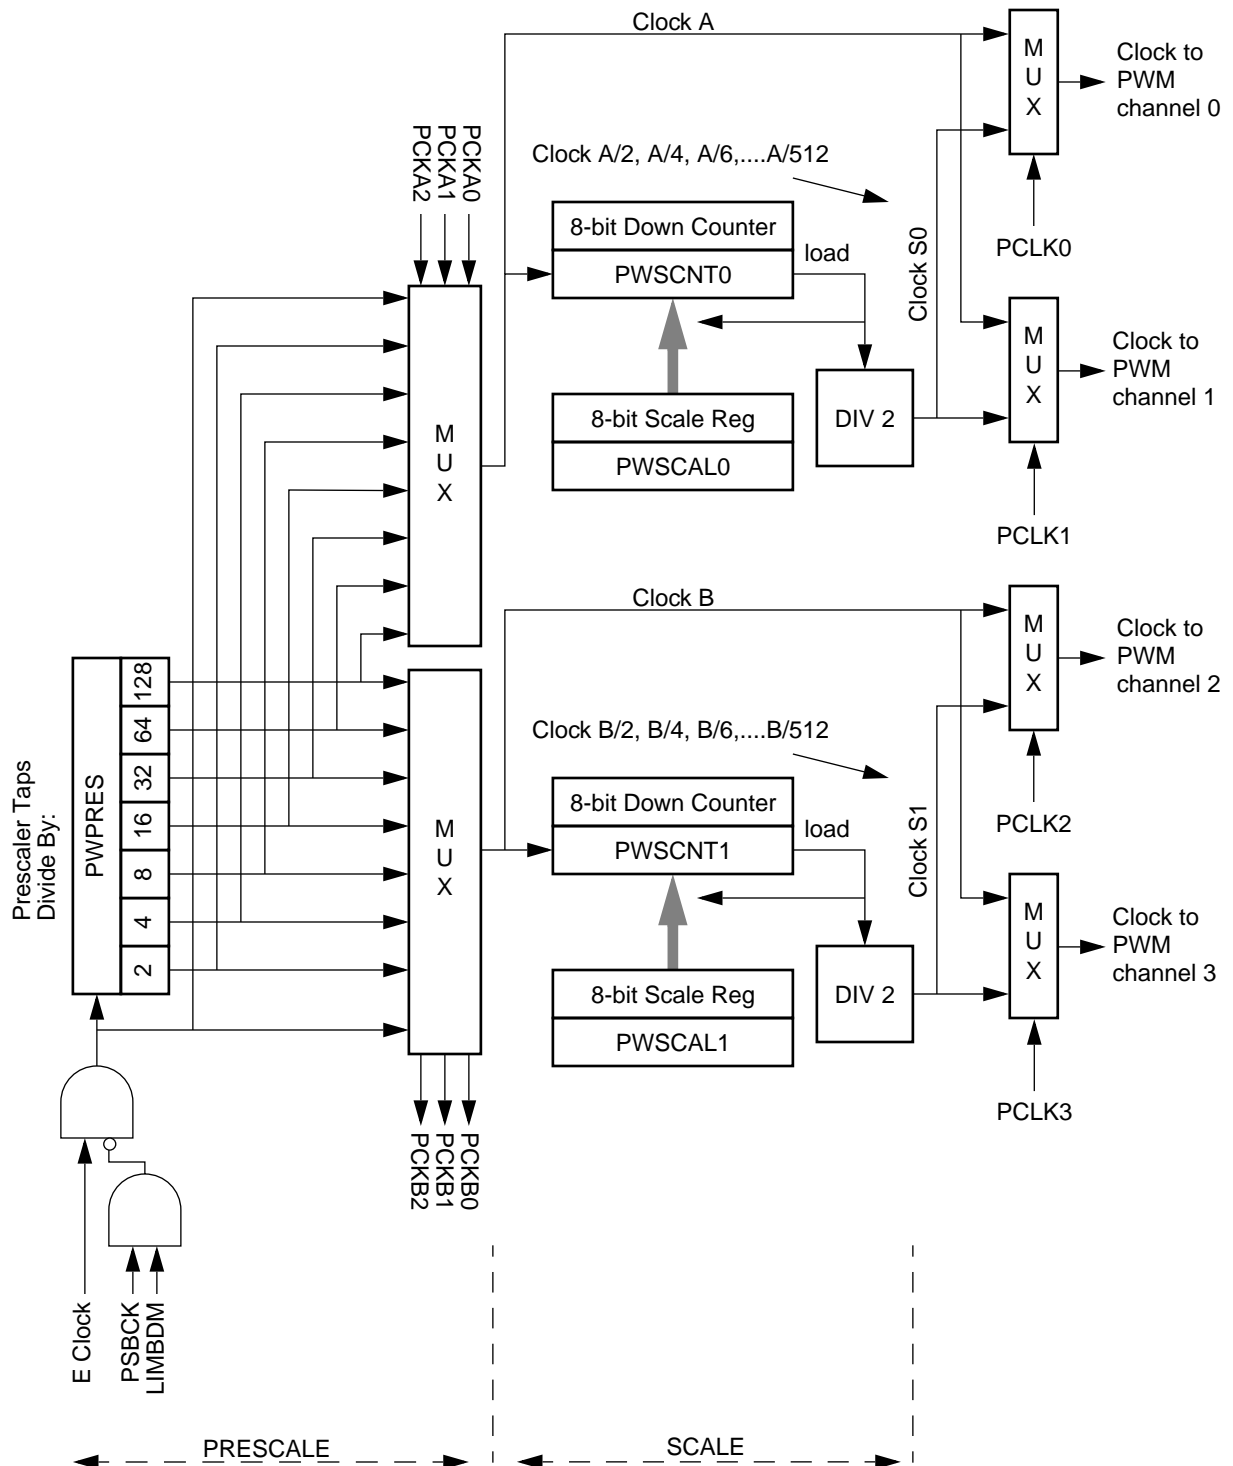 Clock A
M
U
X
Clock to
PWM
channel 0
PCKA2
PCKA1
PCKA0
Clock A/2, A/4, A/6,....A/512
8-bit Down Counter
PWSCNT0
load
Clock S0
PCLK0
M
U
X
Clock to
PWM
channel 1
M
U
X
8-bit Scale Reg
PWSCAL0
DIV 2
PCLK1
Clock B
M
U
X
Clock to
PWM
channel 2
Prescaler Taps
Divide By:
PWPRES
128
64
32
16
8
4
2
M
U
X
Clock B/2, B/4, B/6,....B/512
8-bit Down Counter
PWSCNT1
load
Clock S1
PCLK2
M
U
X
Clock to
PWM
channel 3
8-bit Scale Reg
PWSCAL1
DIV 2
PCLK3
PCKB2
PCKB1
PCKB0
E Clock
PSBCK
LIMBDM
PRESCALE
SCALE